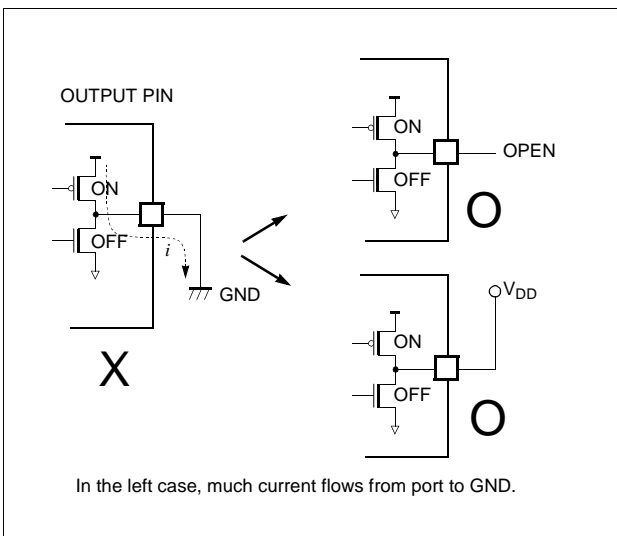 OUTPUT PIN
ON
OFF
i
GND
X
ON
OFF
OPEN
O
VDD
ON
OFF
O
In the left case, much current flows from port to GND.